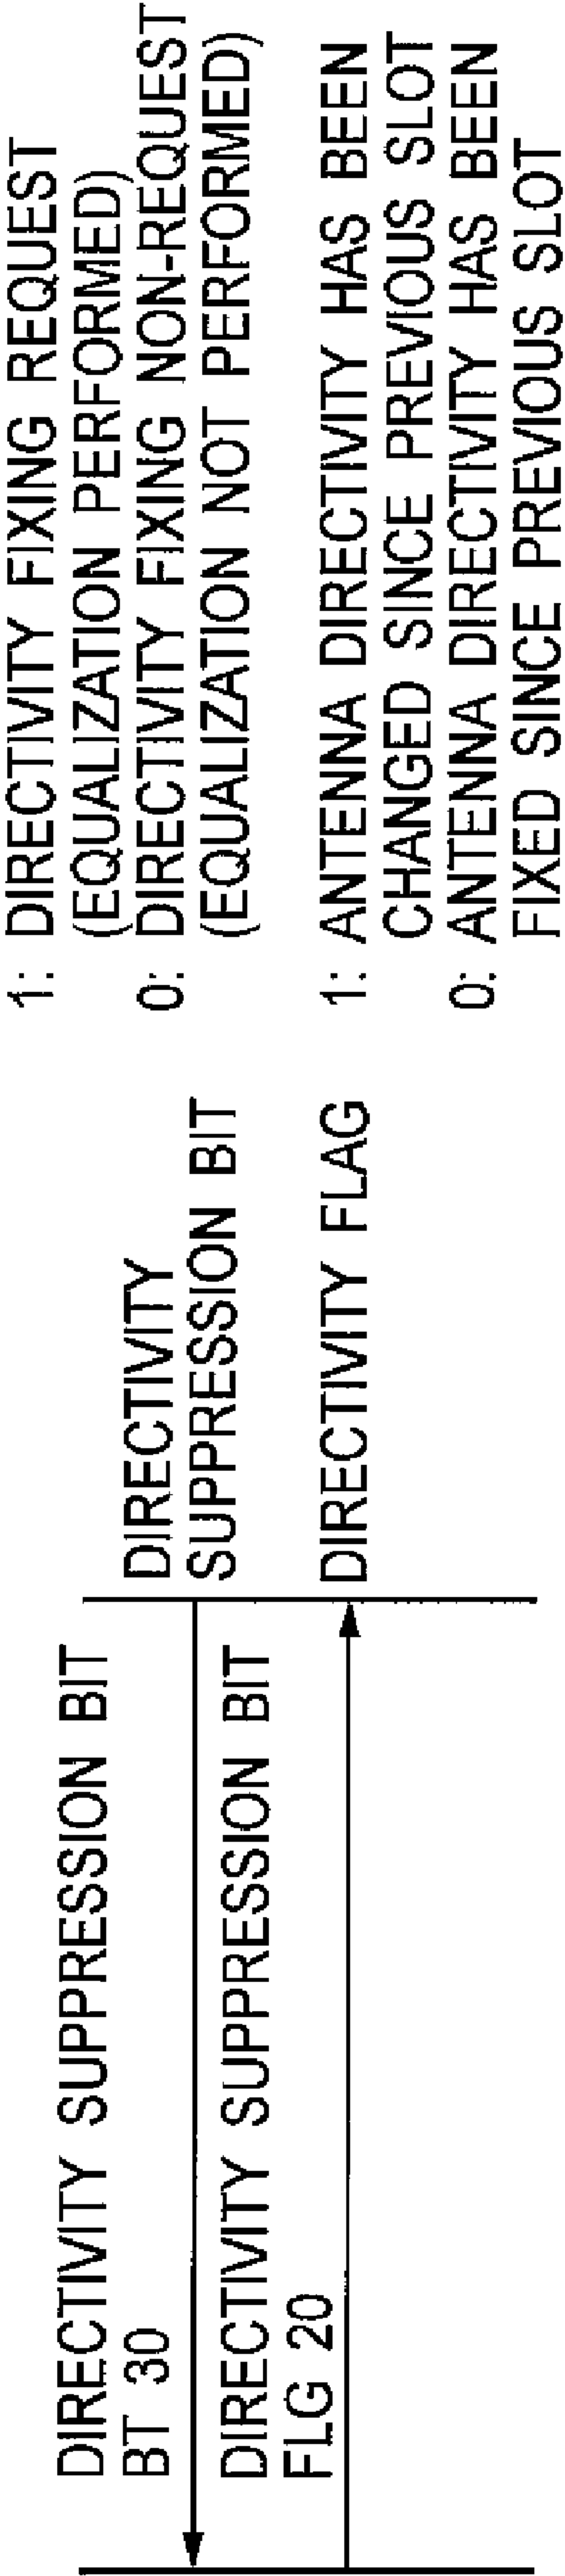 DIRECTIVITY SUPPRESSION BIT
BT 30
DIRECTIVITY SUPPRESSION BIT
FLG 20
DIRECTIVITY
SUPPRESSION BIT
DIRECTIVITY FLAG
1: DIRECTIVITY FIXING REQUEST
(EQUALIZATION PERFORMED)
0: DIRECTIVITY FIXING NON-REQUEST
(EQUALIZATION NOT PERFORMED)
1: ANTENNA DIRECTIVITY HAS BEEN
CHANGED SINCE PREVIOUS SLOT
0: ANTENNA DIRECTIVITY HAS BEEN
FIXED SINCE PREVIOUS SLOT